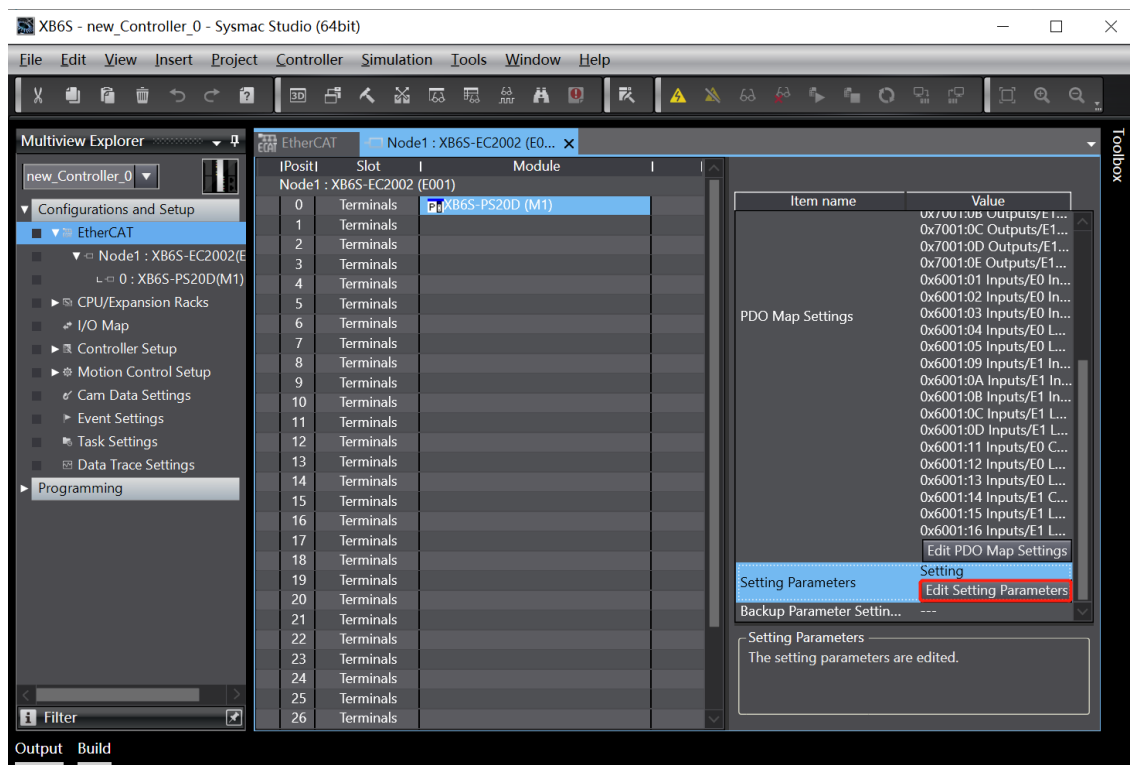 XB6S - new_Controller_0 - Sysmac Studio (64bit)
File Edit View Insert Project Controller Simulation Tools Window Help
Multiview Explorer
new_Controller_0
Configurations and Setup
EtherCAT
Node1 : XB6S-EC2002(E
0 : XB6S-PS20D(M1)
CPU/Expansion Racks
I/O Map
Controller Setup
Motion Control Setup
Cam Data Settings
Event Settings
Task Settings
Data Trace Settings
Programming
Filter
EtherCAT
Node1 : XB6S-EC2002 (E0...
|Posit| Slot | Module | |
Node1 : XB6S-EC2002 (E001)
0 Terminals XB6S-PS20D (M1)
1 Terminals
2 Terminals
3 Terminals
4 Terminals
5 Terminals
6 Terminals
7 Terminals
8 Terminals
9 Terminals
10 Terminals
11 Terminals
12 Terminals
13 Terminals
14 Terminals
15 Terminals
16 Terminals
17 Terminals
18 Terminals
19 Terminals
20 Terminals
21 Terminals
22 Terminals
23 Terminals
24 Terminals
25 Terminals
26 Terminals
Item name Value
PDO Map Settings
0x7001:0B Outputs/E1...
0x7001:0C Outputs/E1...
0x7001:0D Outputs/E1...
0x7001:0E Outputs/E1...
0x6001:01 Inputs/E0 In...
0x6001:02 Inputs/E0 In...
0x6001:03 Inputs/E0 In...
0x6001:04 Inputs/E0 L...
0x6001:05 Inputs/E0 L...
0x6001:09 Inputs/E1 In...
0x6001:0A Inputs/E1 In...
0x6001:0B Inputs/E1 In...
0x6001:0C Inputs/E1 L...
0x6001:0D Inputs/E1 L...
0x6001:11 Inputs/E0 C...
0x6001:12 Inputs/E0 L...
0x6001:13 Inputs/E0 L...
0x6001:14 Inputs/E1 C...
0x6001:15 Inputs/E1 L...
0x6001:16 Inputs/E1 L...
Edit PDO Map Settings
Setting Parameters
Setting
Edit Setting Parameters
Backup Parameter Settin... ---
Setting Parameters
The setting parameters are edited.
Toolbox
Output Build